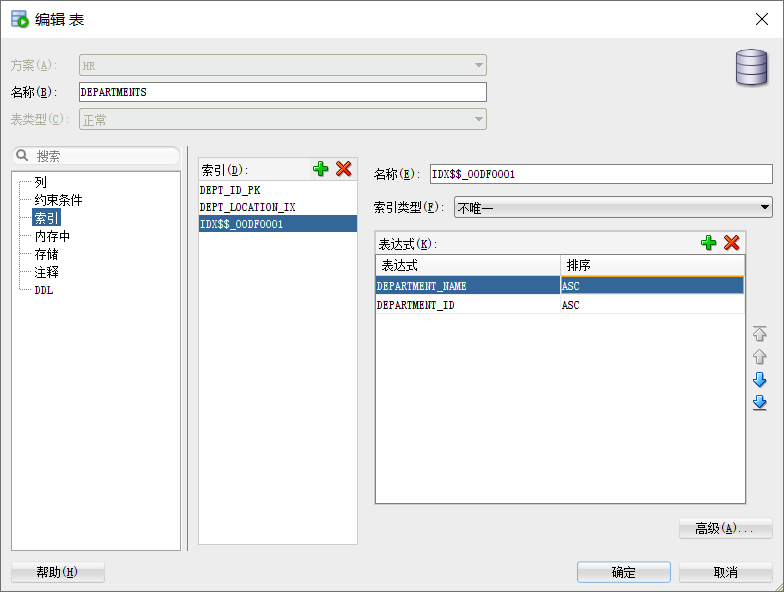 编辑 表
方案(A): HR
名称(B): DEPARTMENTS
表类型(C): 正常
搜索
列
约束条件
索引
内存中
存储
注释
DDL
索引(D):
DEPT_ID_PK
DEPT_LOCATION_IX
IDX$$_00DF0001
名称(E): IDX$$_00DF0001
索引类型(F): 不唯一
表达式(K):
表达式 排序
DEPARTMENT_NAME ASC
DEPARTMENT_ID ASC
高级(A)...
帮助(H) 确定 取消